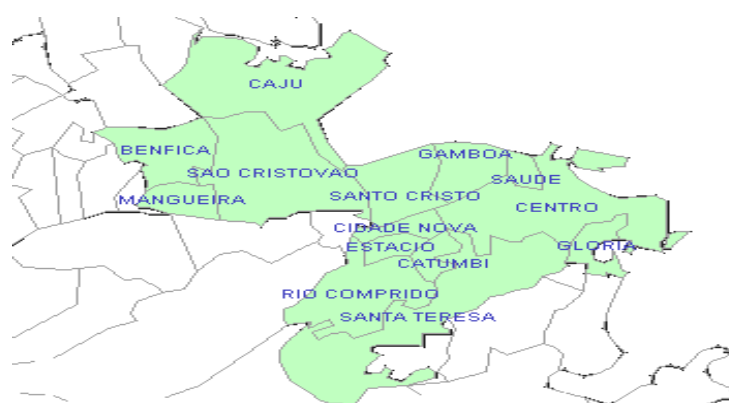 CAJU
BENFICA
GAMBOA
SAO CRISTOVAO
SAUDE
MANGUEIRA
SANTO CRISTO
CENTRO
CIDADE NOVA
ESTACIO
GLORIA
CATUMBI
RIO COMPRIDO
SANTA TERESA